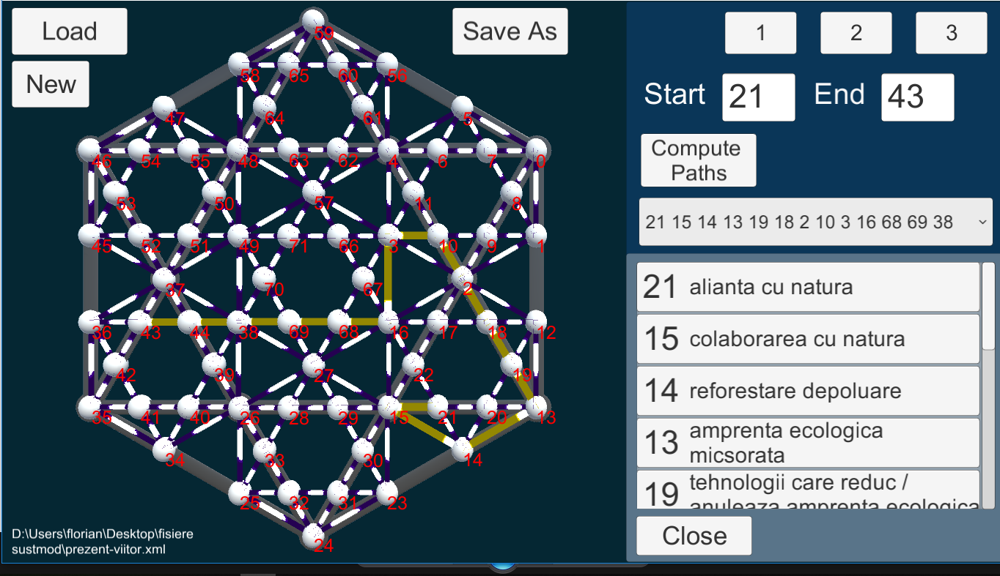 Load
Save As
1
2
3
New
Start
21
End
43
Compute
Paths
21 15 14 13 19 18 2 10 3 16 68 69 38
21 alianta cu natura
15 colaborarea cu natura
14 reforestare depoluare
13 amprenta ecologica
micsorata
19 tehnologii care reduc /
anuleaza amprenta ecologica
Close
59
58 65 60 56
47 64 61 5
46 54 55 48 63 62 4 6 7 0
53 50 57 11 8
45 52 51 49 71 66 3 10 9 1
37 70 67 2
36 43 44 38 69 68 16 17 18 12
42 39 27 22 19
35 41 40 26 28 29 15 21 20 13
34 33 30 14
25 32 31 23
24
D:\Users\florian\Desktop\fisiere
sustmod\prezent-viitor.xml